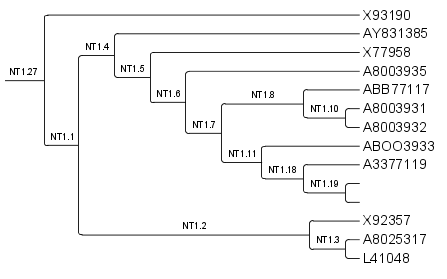 X93190
AY831385
NT1.4
X77958
NT1.5
A8003935
NT1.27
ABB77117
NT1.6
NT1.8
A8003931
NT1.10
A8003932
NT1.7
NT1.1
ABOO3933
NT1.11
A3377119
NT1.18
NT1.19
X92357
NT1.2
A8025317
NT1.3
L41048